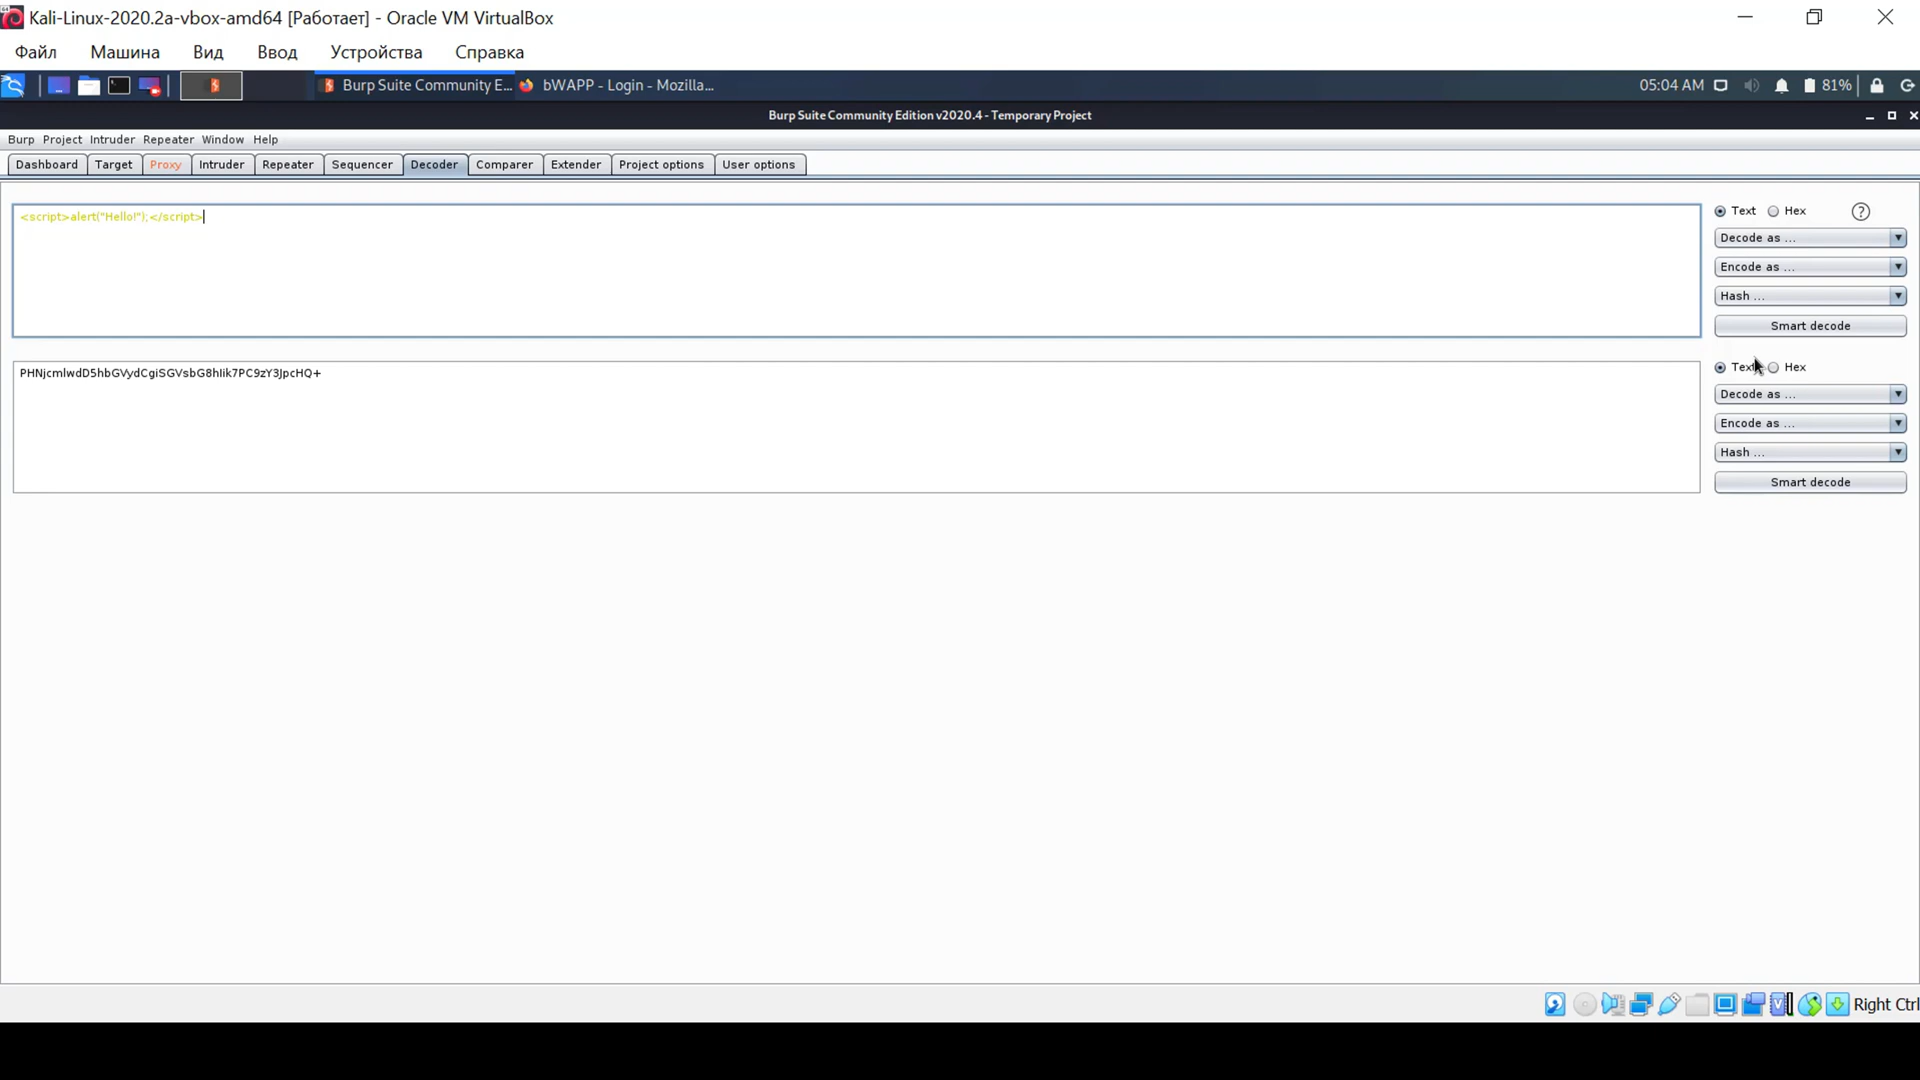 Kali-Linux-2020.2a-vbox-amd64 [Работает] - Oracle VM VirtualBox
Файл Машина Вид Ввод Устройства Справка
Burp Suite Community E... bWAPP - Login - Mozilla... 05:04 AM 81%
Burp Suite Community Edition v2020.4 - Temporary Project
Burp Project Intruder Repeater Window Help
Dashboard Target Proxy Intruder Repeater Sequencer Decoder Comparer Extender Project options User options
<script>alert("Hello!");</script>
Text Hex ?
Decode as ...
Encode as ...
Hash ...
Smart decode
PHNjcmlwdD5hbGVydCgiSGVsbG8hIik7PC9zY3JpcHQ+
Text Hex
Decode as ...
Encode as ...
Hash ...
Smart decode
Right Ctrl